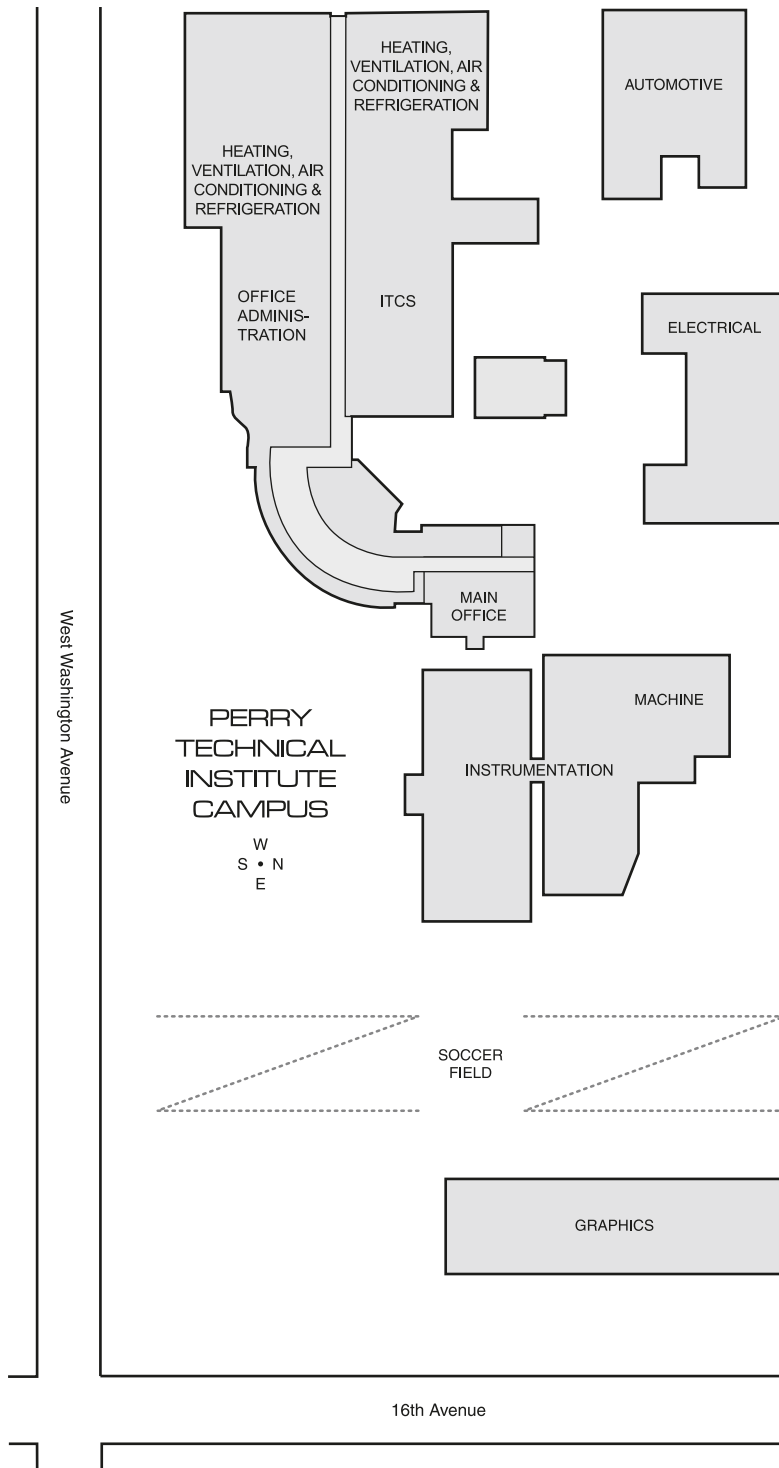 HEATING,
VENTILATION, AIR
CONDITIONING &
REFRIGERATION
AUTOMOTIVE
HEATING,
VENTILATION, AIR
CONDITIONING &
REFRIGERATION
OFFICE
ADMINIS-
TRATION
ITCS
ELECTRICAL
MAIN
OFFICE
West Washington Avenue
MACHINE
PERRY
TECHNICAL
INSTITUTE
CAMPUS
INSTRUMENTATION
W
S • N
E
SOCCER
FIELD
GRAPHICS
16th Avenue